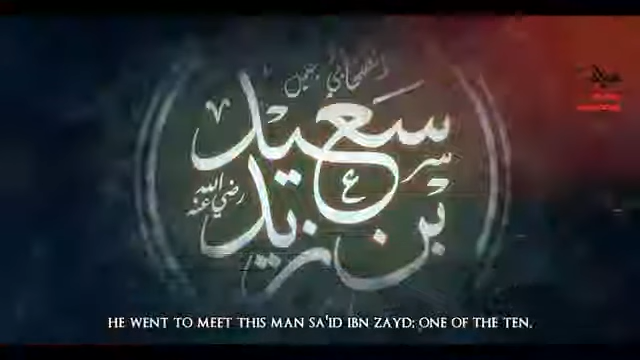 الصحابي الجليل
سعيد
بن زيد
رضي الله عنه
HE WENT TO MEET THIS MAN SA'ID IBN ZAYD; ONE OF THE TEN.